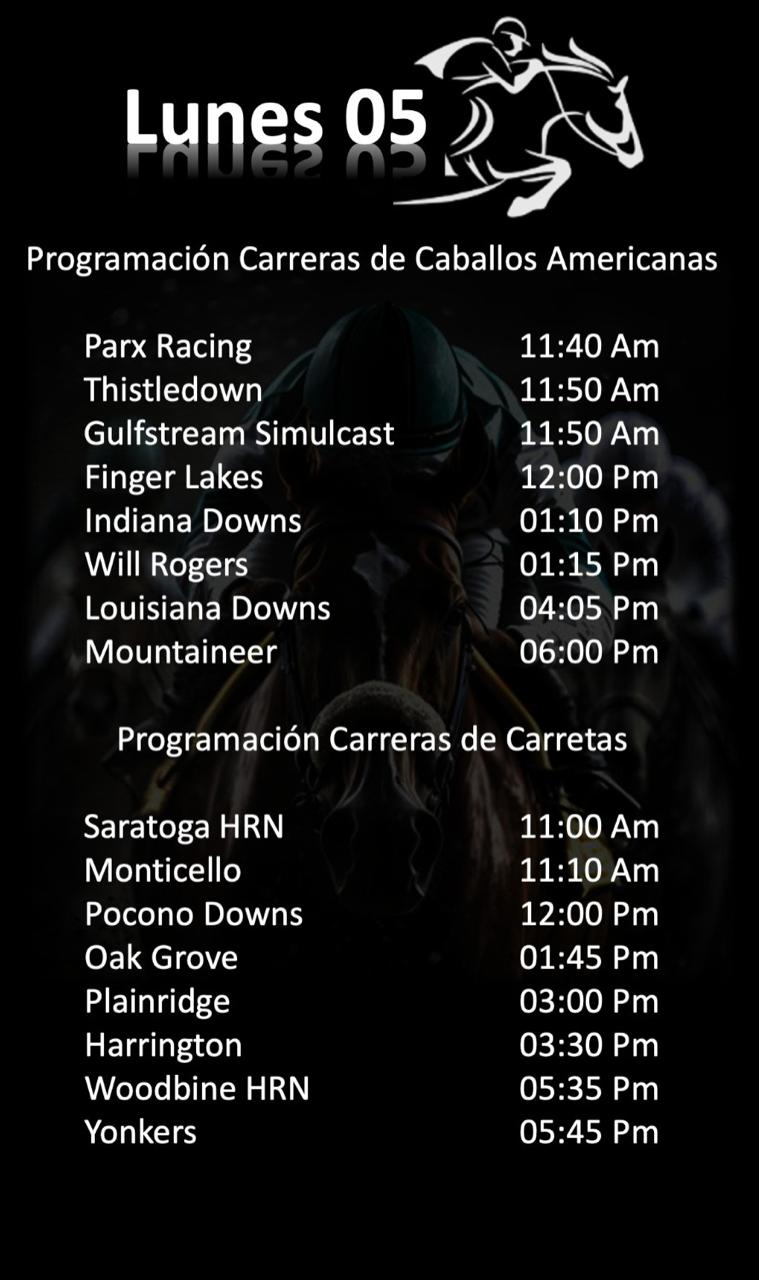 Lunes 05
Programación Carreras de Caballos Americanas
Parx Racing 11:40 Am
Thistledown 11:50 Am
Gulfstream Simulcast 11:50 Am
Finger Lakes 12:00 Pm
Indiana Downs 01:10 Pm
Will Rogers 01:15 Pm
Louisiana Downs 04:05 Pm
Mountaineer 06:00 Pm
Programación Carreras de Carretas
Saratoga HRN 11:00 Am
Monticello 11:10 Am
Pocono Downs 12:00 Pm
Oak Grove 01:45 Pm
Plainridge 03:00 Pm
Harrington 03:30 Pm
Woodbine HRN 05:35 Pm
Yonkers 05:45 Pm